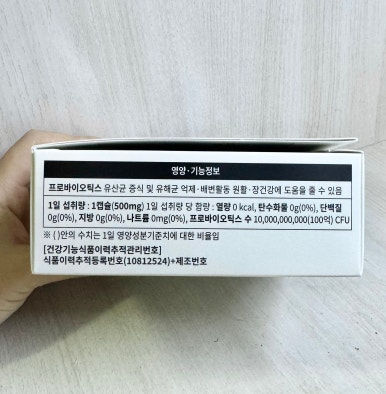 영양·기능정보
프로바이오틱스 유산균 증식 및 유해균 억제·배변활동 원활·장건강에 도움을 줄 수 있음
1일 섭취량 : 1캡슐(500mg) 1일 섭취량 당 함량 : 열량 0 kcal, 탄수화물 0g(0%), 단백질
0g(0%), 지방 0g(0%), 나트륨 0mg(0%), 프로바이오틱스 수 10,000,000,000(100억) CFU
※ ( )안의 수치는 1일 영양성분기준치에 대한 비율임
[건강기능식품이력추적관리번호]
식품이력추적등록번호(10812524)+제조번호